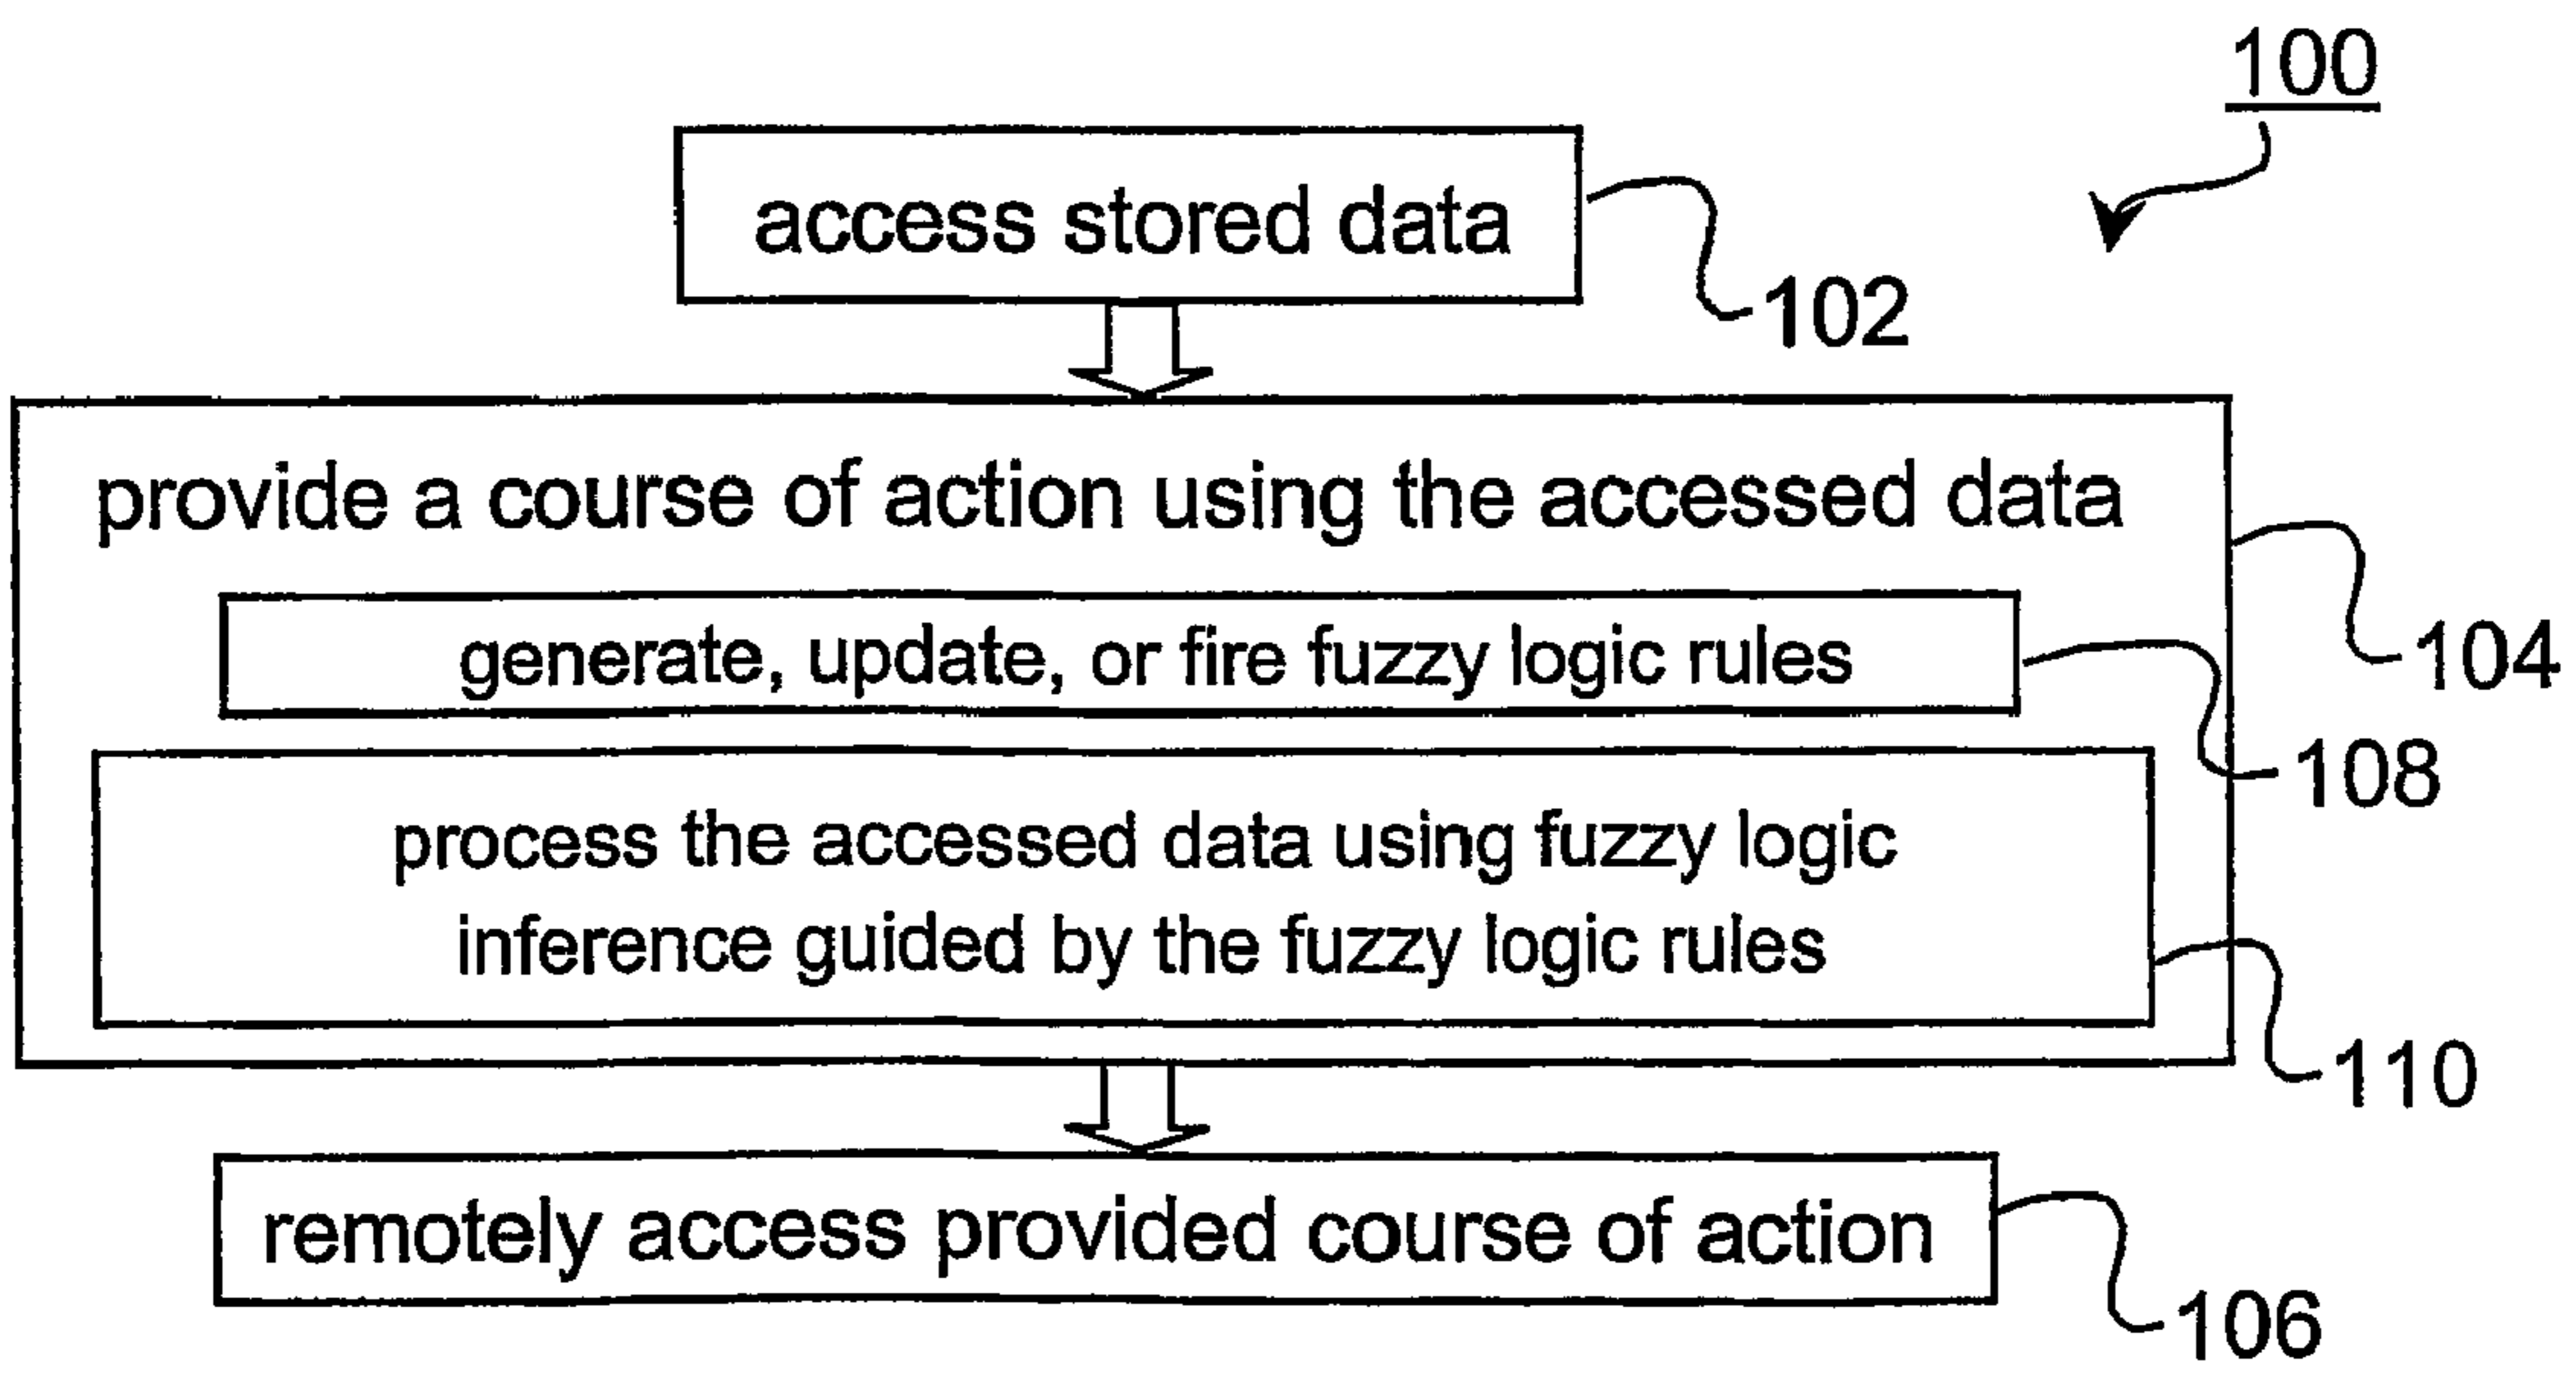 100
access stored data
102
provide a course of action using the accessed data
104
generate, update, or fire fuzzy logic rules
108
process the accessed data using fuzzy logic
inference guided by the fuzzy logic rules
110
remotely access provided course of action
106